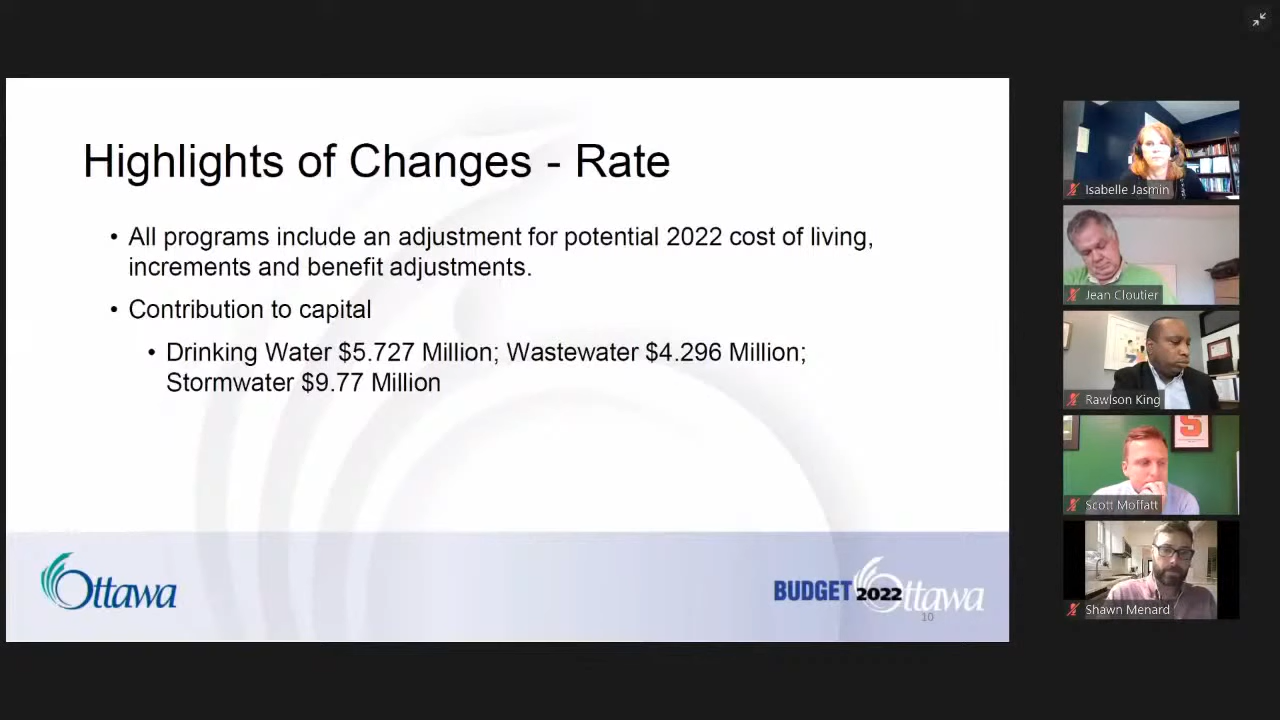 Highlights of Changes - Rate
• All programs include an adjustment for potential 2022 cost of living,
increments and benefit adjustments.
• Contribution to capital
• Drinking Water $5.727 Million; Wastewater $4.296 Million;
Stormwater $9.77 Million
Ottawa
BUDGET 2022 Ottawa
10
Isabelle Jasmin
Jean Cloutier
Rawlson King
S
Scott Moffatt
Shawn Menard